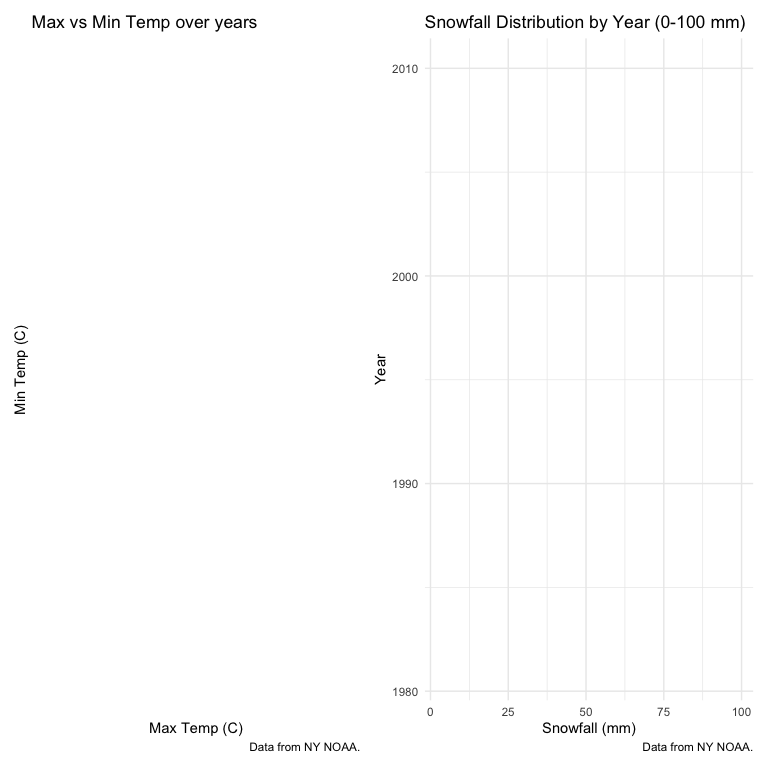 Max vs Min Temp over years
Min Temp (C)
Max Temp (C)
Data from NY NOAA.
Snowfall Distribution by Year (0-100 mm)
Year
2010
2000
1990
1980
0 25 50 75 100
Snowfall (mm)
Data from NY NOAA.